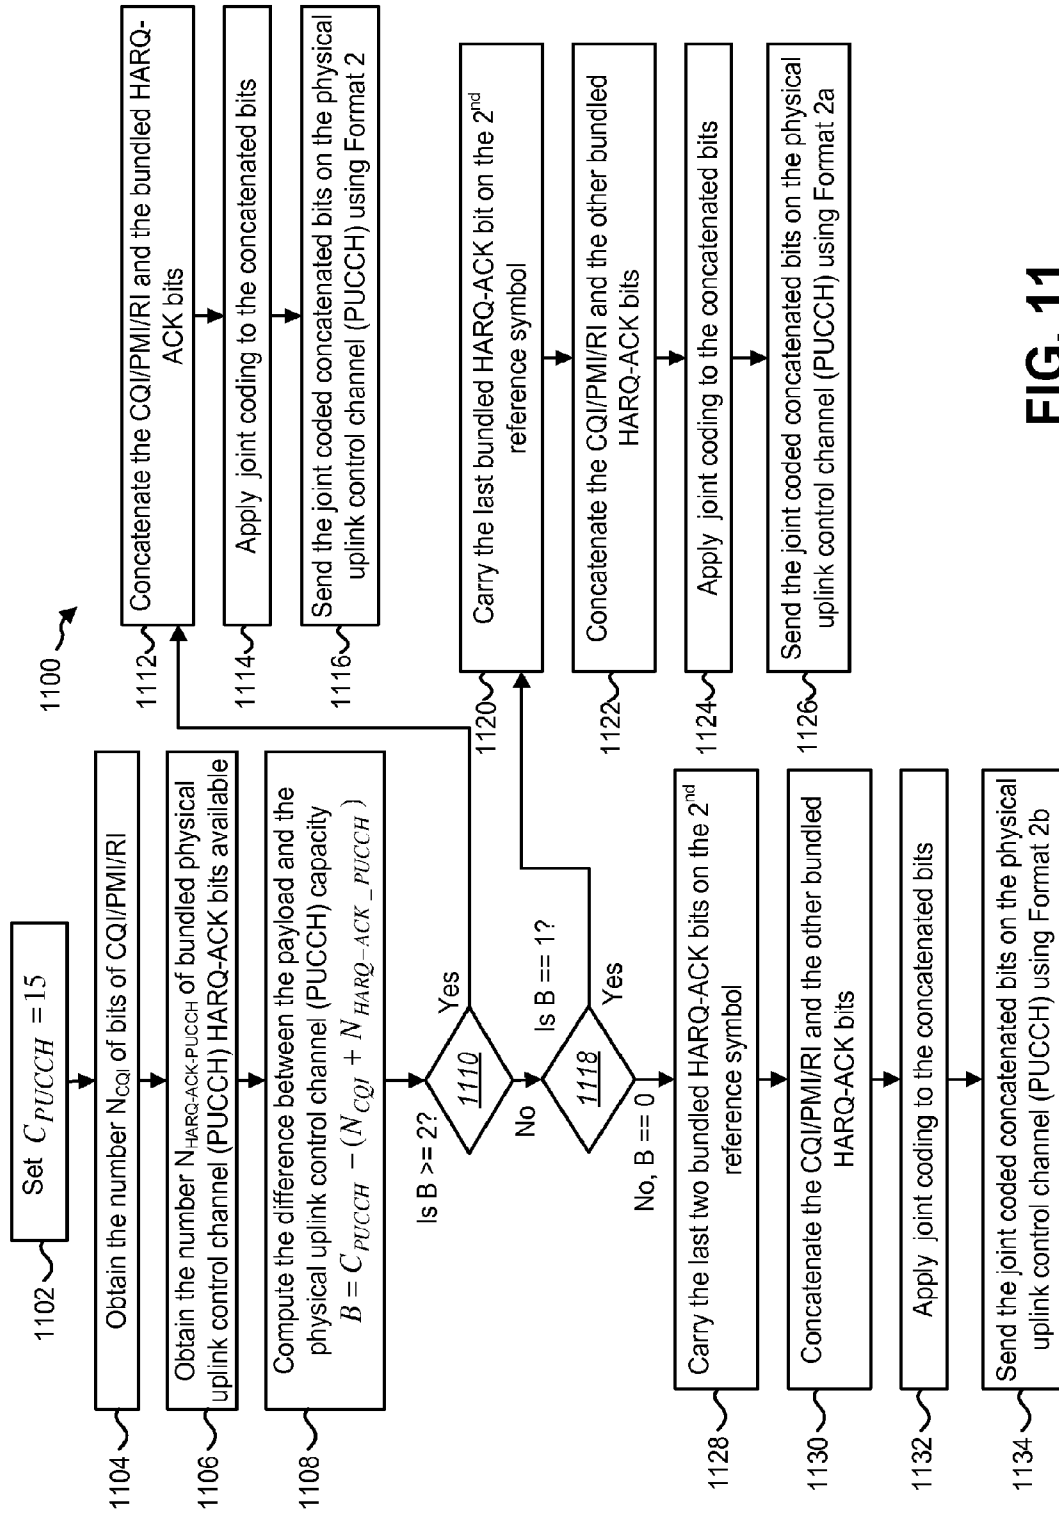 1100
1102
Set C_PUCCH = 15
1104
Obtain the number N_CQI of bits of CQI/PMI/RI
1106
Obtain the number N_HARQ-ACK-PUCCH of bundled physical
uplink control channel (PUCCH) HARQ-ACK bits available
1108
Compute the difference between the payload and the
physical uplink control channel (PUCCH) capacity
B = C_PUCCH − (N_CQI + N_HARQ−ACK_PUCCH)
Is B >= 2?
1110
Yes
No
1112
Concatenate the CQI/PMI/RI and the bundled HARQ-
ACK bits
1114
Apply joint coding to the concatenated bits
1116
Send the joint coded concatenated bits on the physical
uplink control channel (PUCCH) using Format 2
Is B == 1?
1118
Yes
No, B == 0
1120
Carry the last bundled HARQ-ACK bit on the 2nd
reference symbol
1122
Concatenate the CQI/PMI/RI and the other bundled
HARQ-ACK bits
1124
Apply joint coding to the concatenated bits
1126
Send the joint coded concatenated bits on the physical
uplink control channel (PUCCH) using Format 2a
1128
Carry the last two bundled HARQ-ACK bits on the 2nd
reference symbol
1130
Concatenate the CQI/PMI/RI and the other bundled
HARQ-ACK bits
1132
Apply joint coding to the concatenated bits
1134
Send the joint coded concatenated bits on the physical
uplink control channel (PUCCH) using Format 2b
FIG. 11